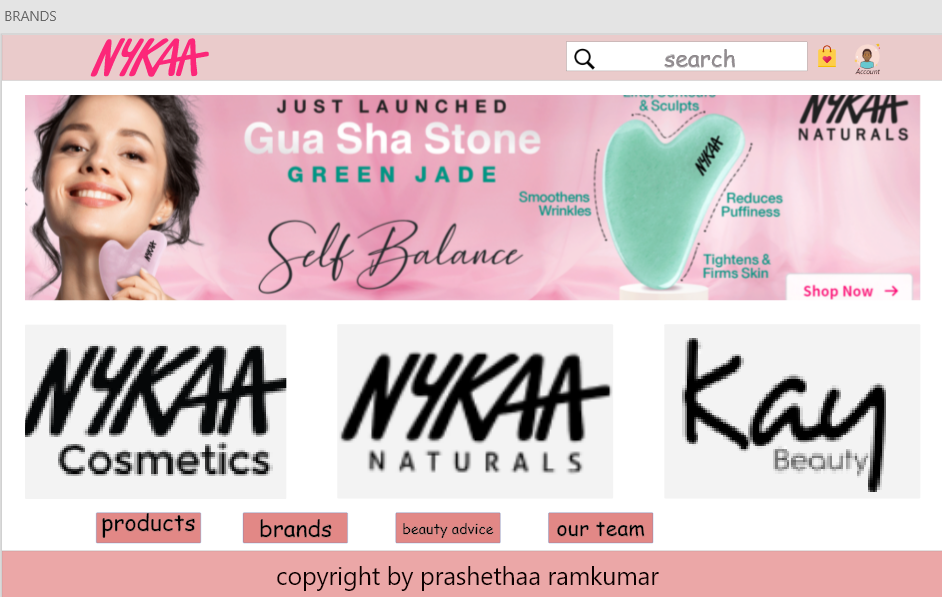 BRANDS
NYKAA
search
Account
JUST LAUNCHED
Gua Sha Stone
GREEN JADE
Self Balance
NYKAA
& Sculpts
Smoothens
Wrinkles
NYKAA
Reduces
Puffiness
Tightens &
Firms Skin
NYKAA
NATURALS
Shop Now
NYKAA
Cosmetics
NYKAA
NATURALS
Kay
Beauty
products
brands
beauty advice
our team
copyright by prashethaa ramkumar